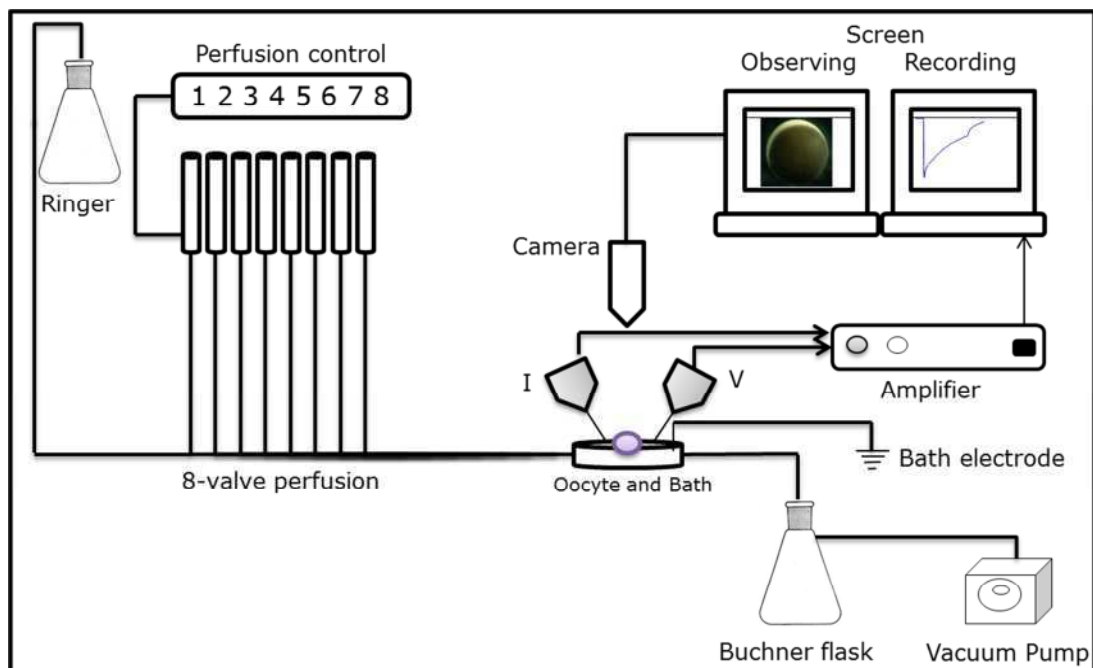 Screen
Perfusion control
Observing
Recording
1 2 3 4 5 6 7 8
Ringer
Camera
I
V
Amplifier
8-valve perfusion
Oocyte and Bath
Bath electrode
Buchner flask
Vacuum Pump